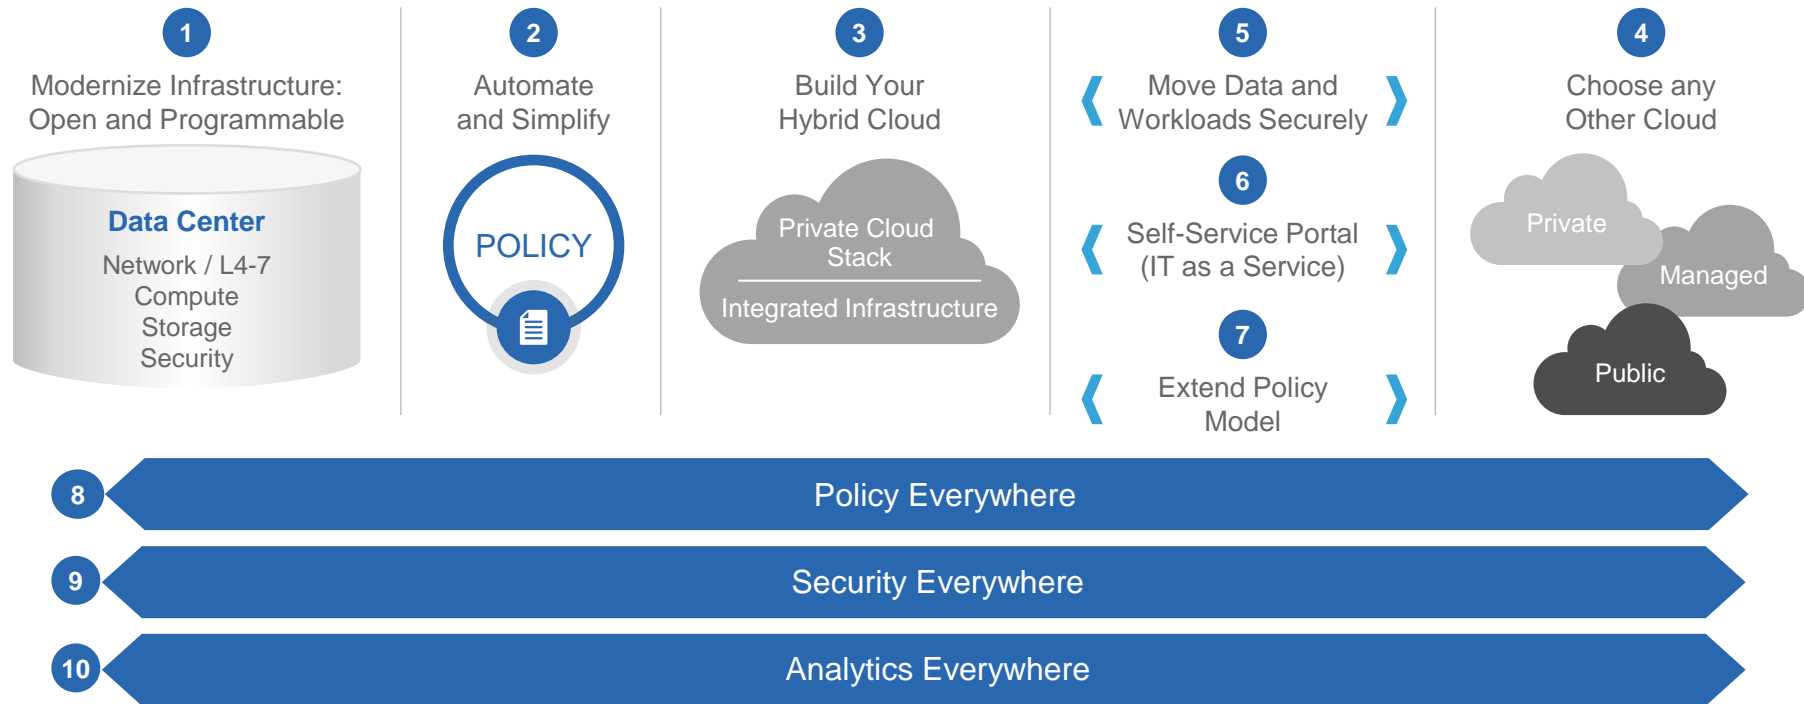 1
Modernize Infrastructure:
Open and Programmable
Data Center
Network / L4-7
Compute
Storage
Security
2
Automate
and Simplify
POLICY
3
Build Your
Hybrid Cloud
Private Cloud
Stack
Integrated Infrastructure
5
Move Data and
Workloads Securely
6
Self-Service Portal
(IT as a Service)
7
Extend Policy
Model
4
Choose any
Other Cloud
Private
Managed
Public
8
Policy Everywhere
9
Security Everywhere
10
Analytics Everywhere